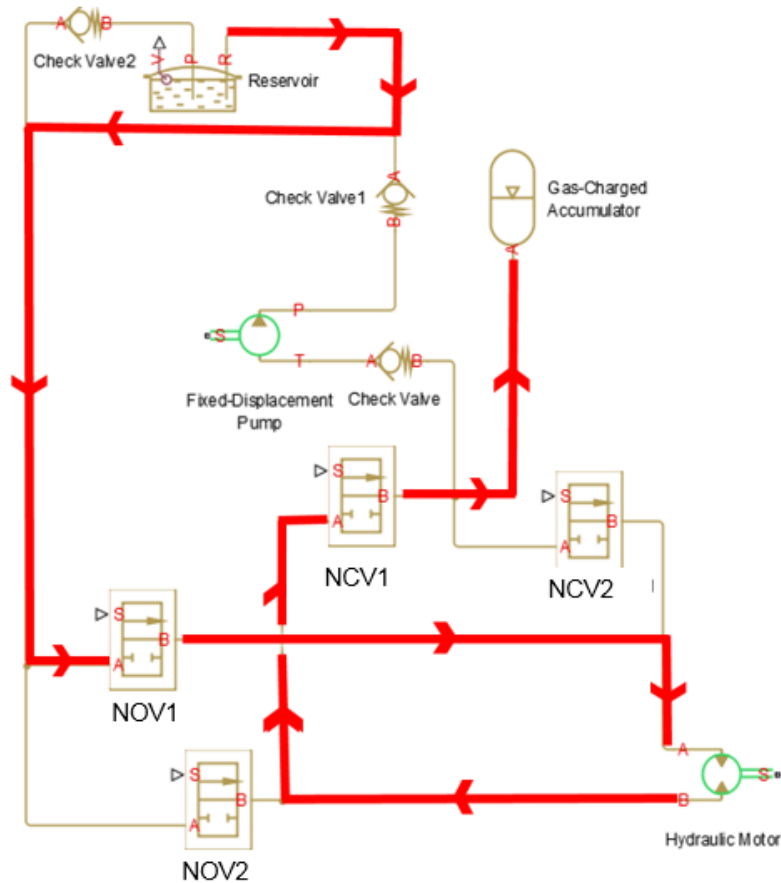 A
B
Check Valve2
V
P
R
Reservoir
A
Check Valve1
B
Gas-Charged
Accumulator
A
P
S
T
A
B
Fixed-Displacement
Pump
Check Valve
S
B
A
NCV1
S
B
A
NCV2
S
B
A
NOV1
S
B
A
NOV2
A
S
B
Hydraulic Motor